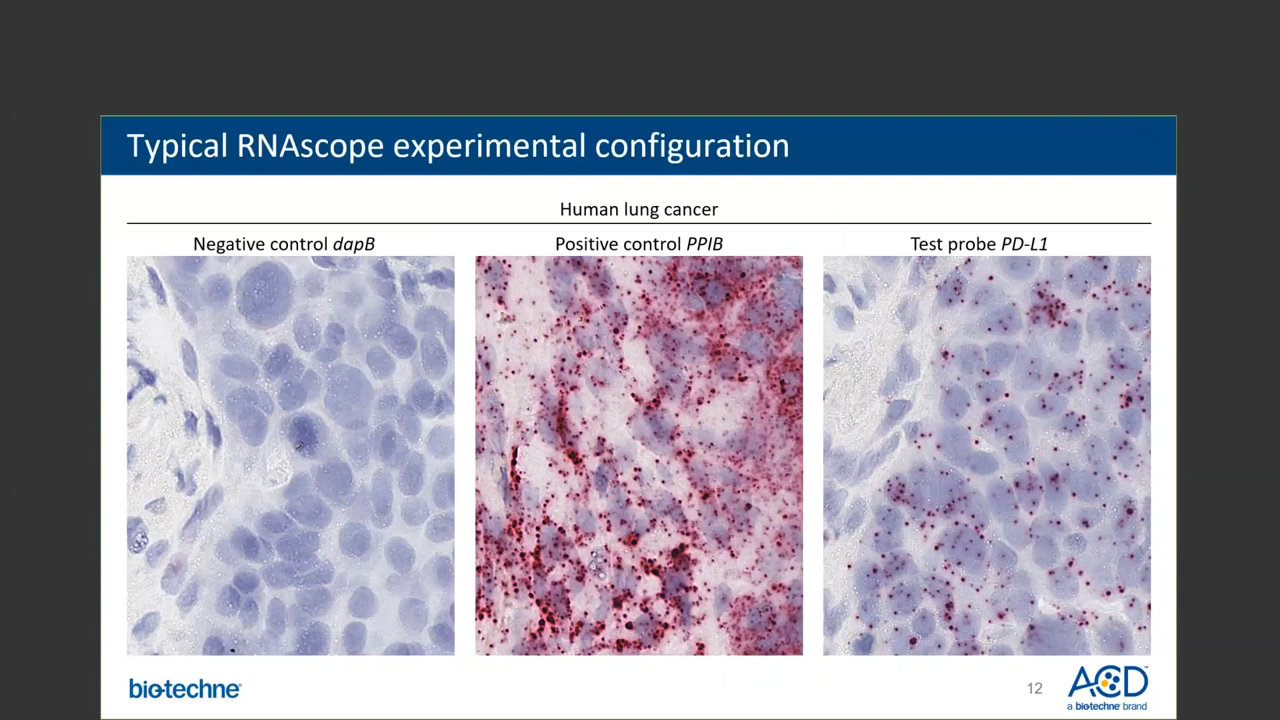 Typical RNAscope experimental configuration
Human lung cancer
Negative control dapB
Positive control PPIB
Test probe PD-L1
bio-techne®
12
ACD™
a bio-techne brand